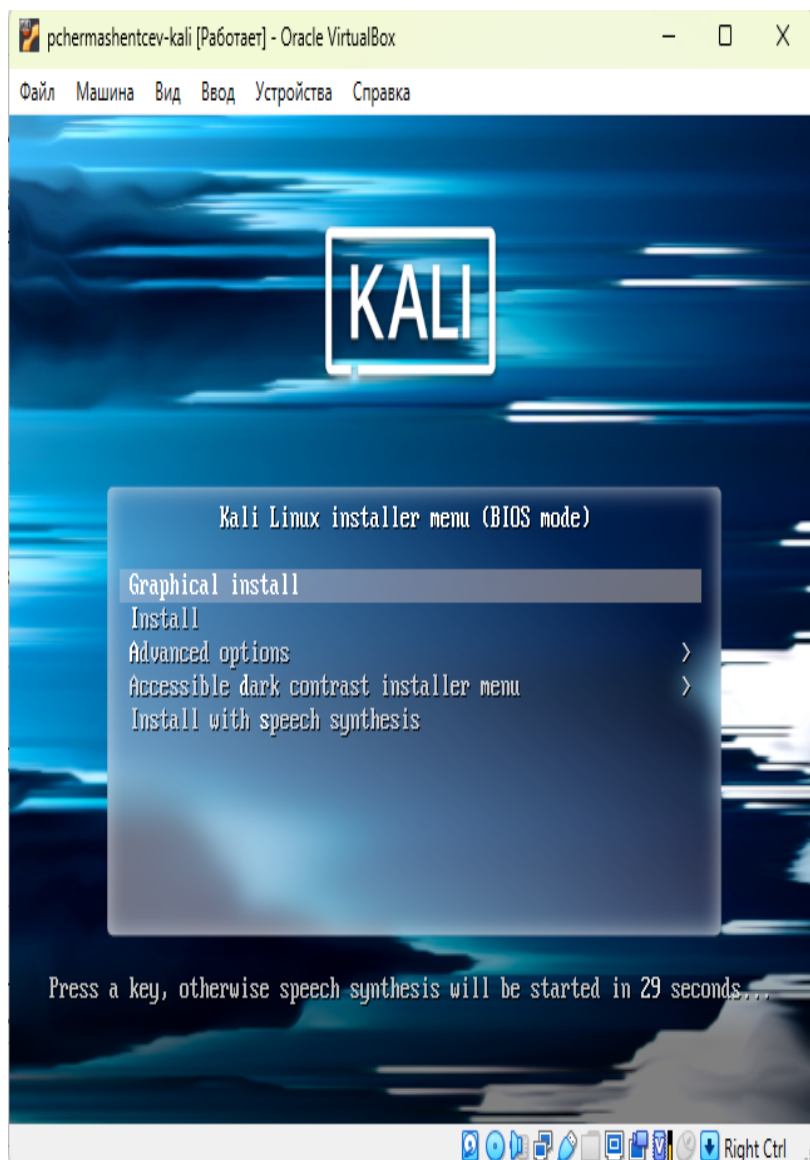 pchermashentcev-kali [Работает] - Oracle VirtualBox
Файл Машина Вид Ввод Устройства Справка
KALI
Kali Linux installer menu (BIOS mode)
Graphical install
Install
Advanced options >
Accessible dark contrast installer menu >
Install with speech synthesis
Press a key, otherwise speech synthesis will be started in 29 seconds...
Right Ctrl